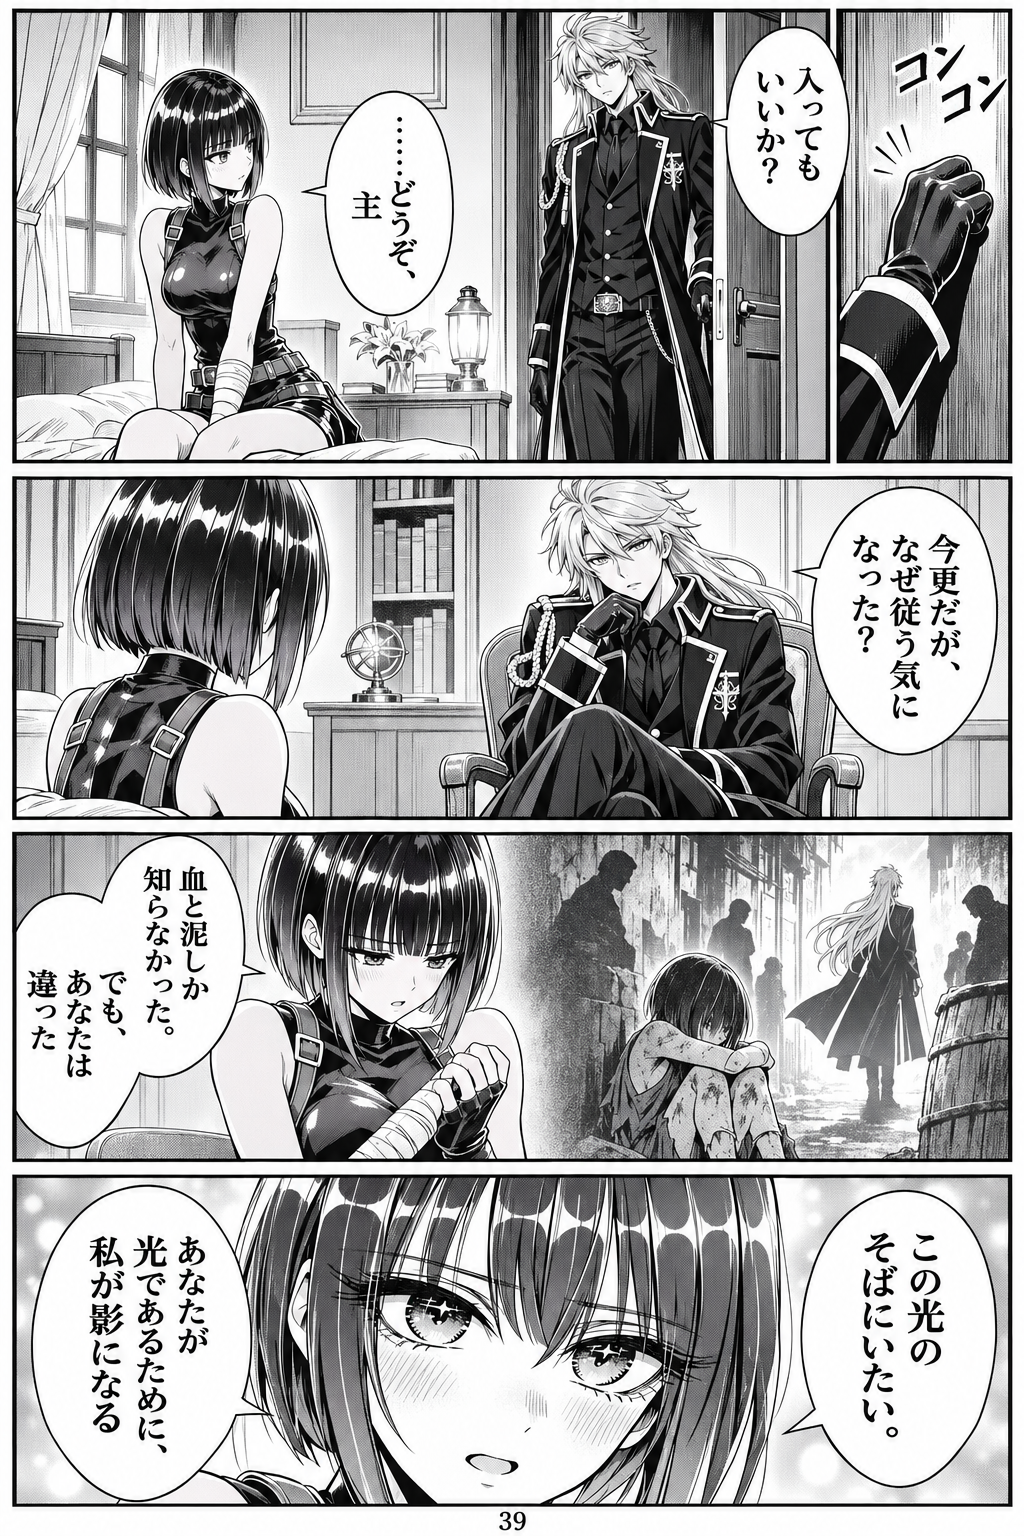 コンコン
入っても
いいか？
……どうぞ、
主
今更だが、
なぜ従う気に
なった？
血と泥しか
知らなかった。
でも、
あなたは
違った
この光の
そばにいたい。
あなたが
光であるために、
私が影になる
39